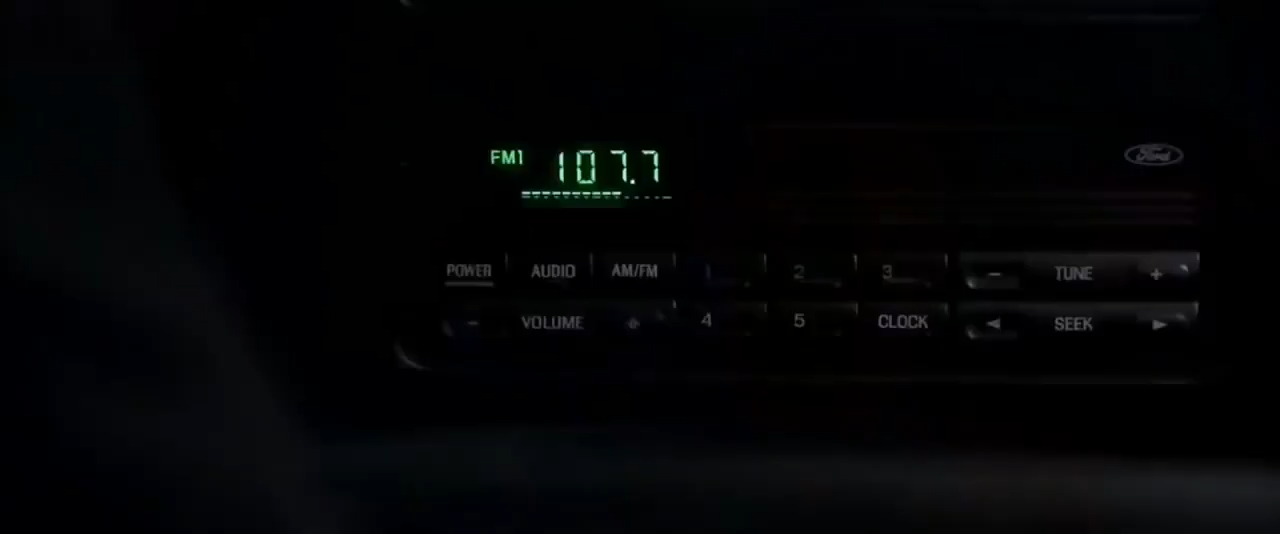 FM1 107.7
Ford
POWER AUDIO AM/FM 1 2 3 - TUNE +
- VOLUME 4 5 CLOCK ◄ SEEK ►